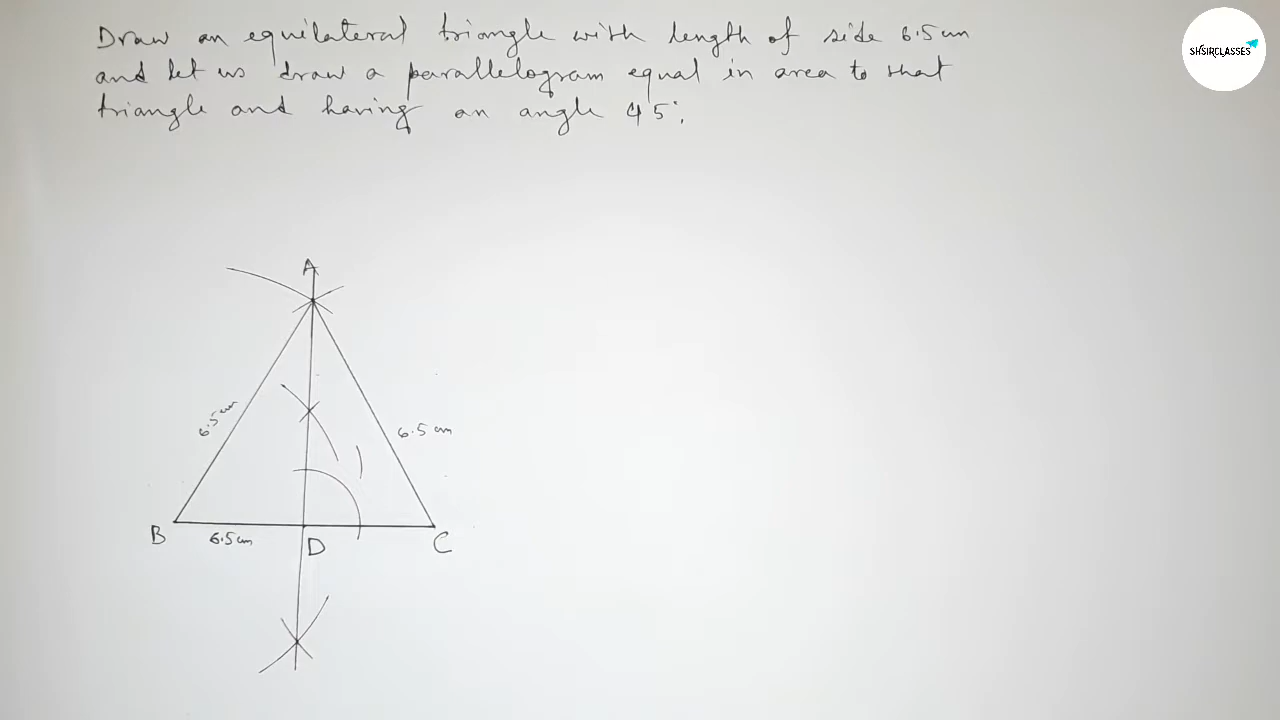 Draw an equilateral triangle with length of side 6.5 cm
and let us draw a parallelogram equal in area to that
triangle and having an angle 45°.
SHSIRCLASSES
A
6.5 cm
6.5 cm
B
6.5 cm
D
C